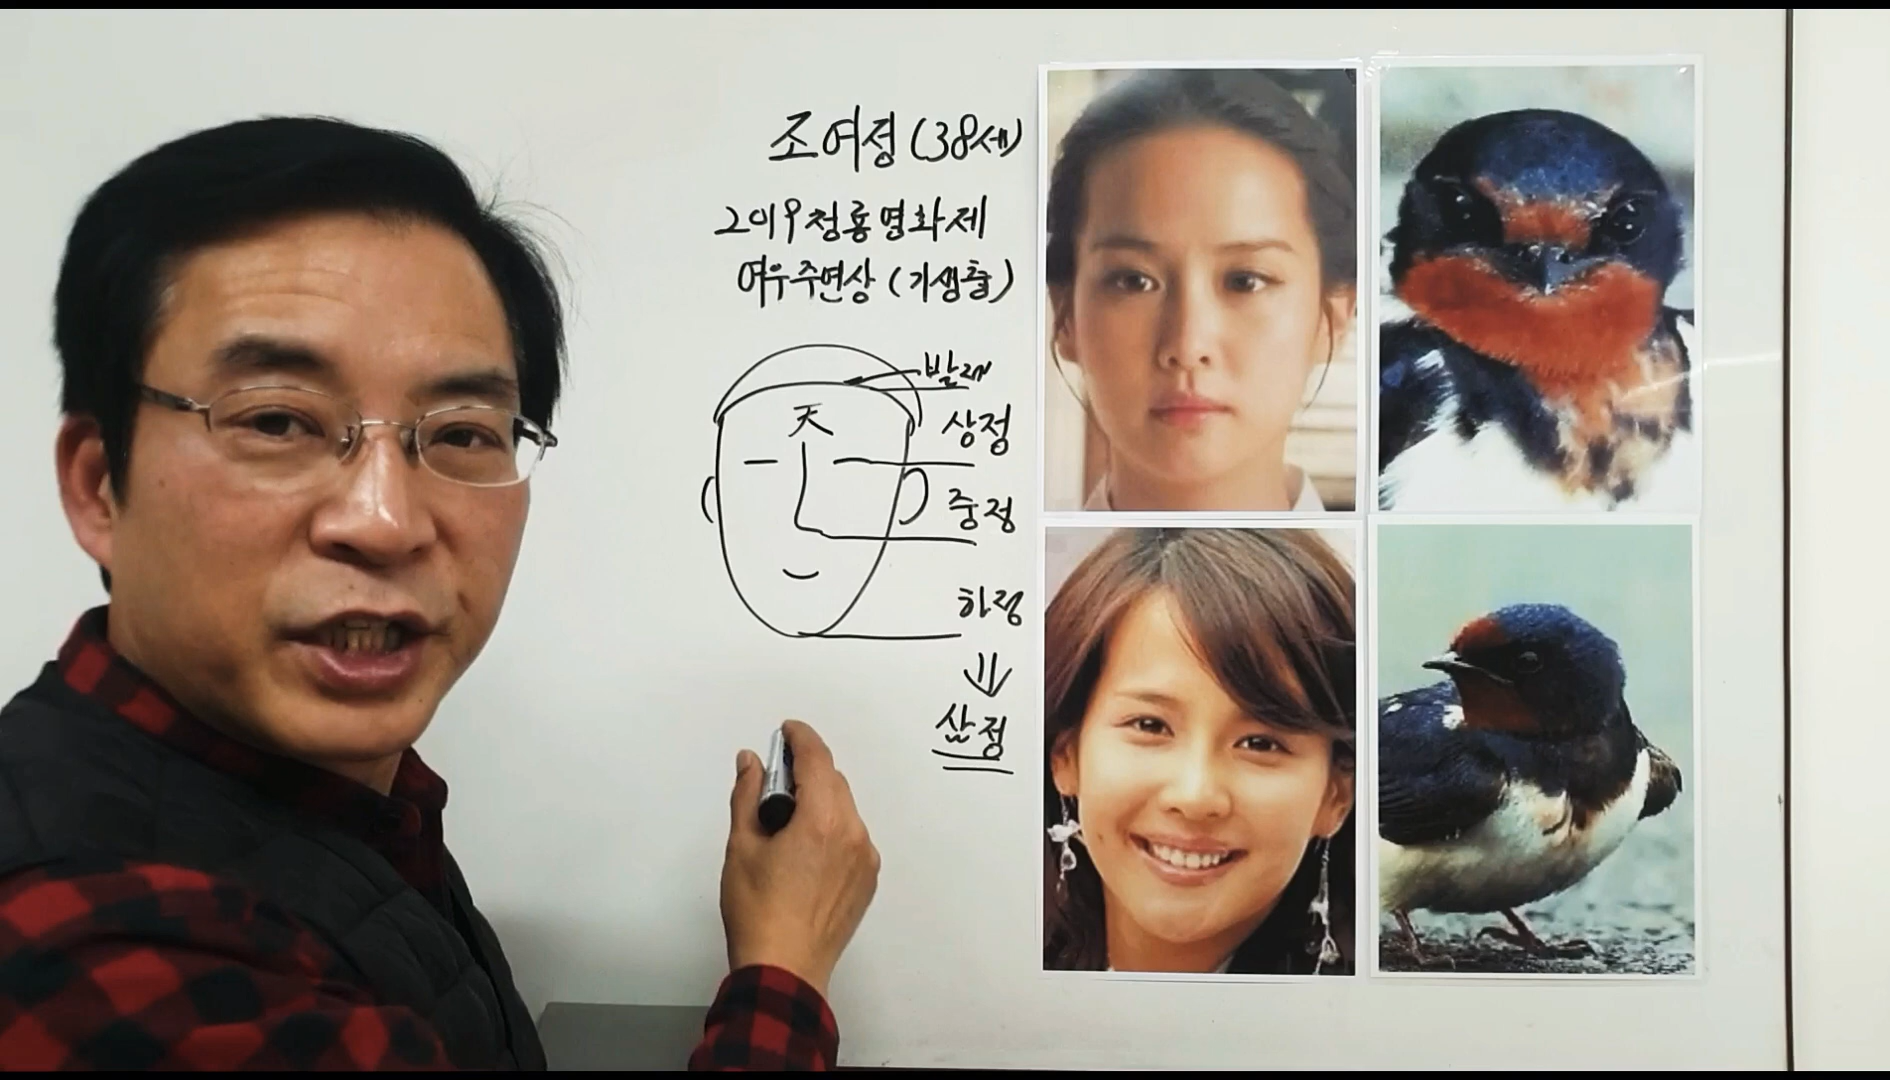 조여정 (38세)
2019 청룡영화제
여우주연상 (기생충)
발제
天
상정
중정
하정
삼정